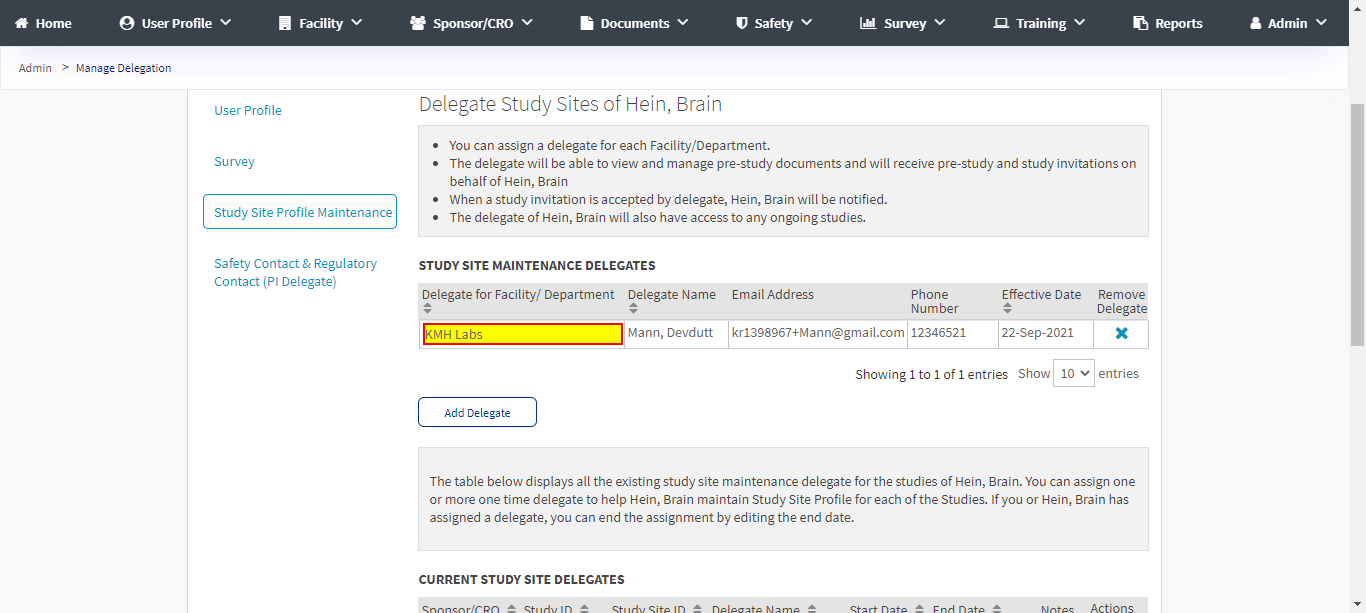 Home User Profile Facility Sponsor/CRO Documents Safety Survey Training Reports Admin
Admin > Manage Delegation
User Profile
Survey
Study Site Profile Maintenance
Safety Contact & Regulatory
Contact (PI Delegate)
Delegate Study Sites of Hein, Brain
• You can assign a delegate for each Facility/Department.
• The delegate will be able to view and manage pre-study documents and will receive pre-study and study invitations on
behalf of Hein, Brain
• When a study invitation is accepted by delegate, Hein, Brain will be notified.
• The delegate of Hein, Brain will also have access to any ongoing studies.
STUDY SITE MAINTENANCE DELEGATES
Delegate for Facility/ Department Delegate Name Email Address Phone Effective Date Remove
Number Delegate
KMH Labs Mann, Devdutt kr1398967+Mann@gmail.com 12346521 22-Sep-2021
Showing 1 to 1 of 1 entries Show 10 entries
Add Delegate
The table below displays all the existing study site maintenance delegate for the studies of Hein, Brain. You can assign one
or more one time delegate to help Hein, Brain maintain Study Site Profile for each of the Studies. If you or Hein, Brain has
assigned a delegate, you can end the assignment by editing the end date.
CURRENT STUDY SITE DELEGATES
Sponsor/CRO Study ID Study Site ID Delegate Name Start Date End Date Notes Actions